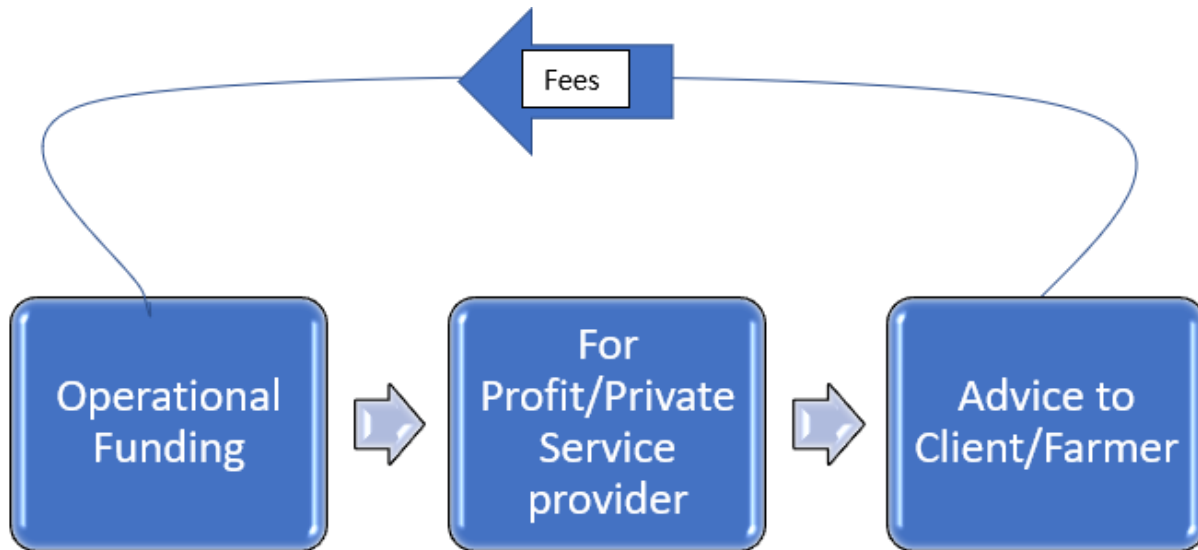 Fees
Operational
Funding
For
Profit/Private
Service
provider
Advice to
Client/Farmer